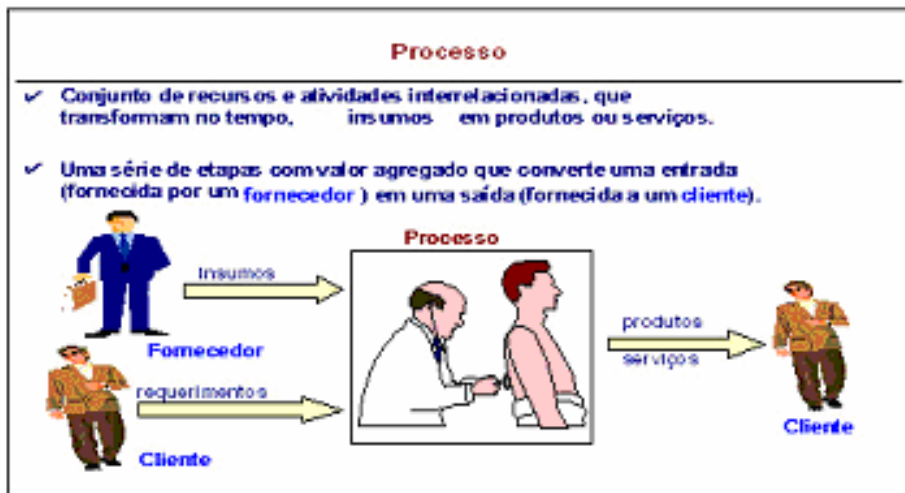 Processo
✔ Conjunto de recursos e atividades interrelacionadas, que
transformam no tempo, insumos em produtos ou serviços.
✔ Uma série de etapas com valor agregado que converte uma entrada
(fornecida por um fornecedor ) em uma saída (fornecida a um cliente).
Processo
Insumos
Fornecedor
requerimentos
Cliente
produtos
serviços
Cliente